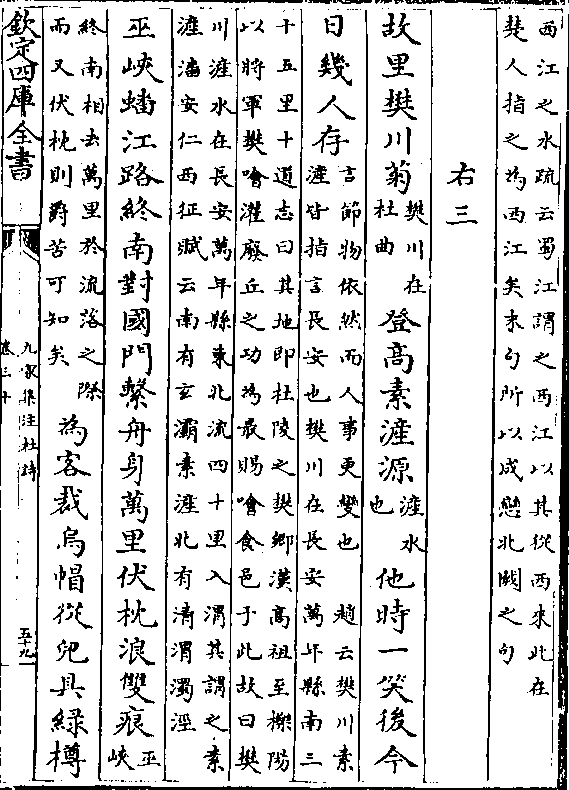 西江之水疏云蜀江謂之西江以其從西來此在
楚人指之為西江矣末句所以成戀北闕之句
右三
故里樊川菊樊川在杜曲登高素滻源滻水也他時一笑後今
日幾人存言節物依然而人事更變也趙云樊川素
滻皆指言長安也樊川在長安萬年縣南三
十五里十道志曰其地即杜陵之樊鄉漢高祖至櫟陽
以將軍樊噲灌廢丘之功為最賜噲食邑于此故曰樊
川滻水在長安萬年縣東北流四十里入渭其謂之素
滻潘安仁西征賦云南有玄灞素滻北有清渭濁涇
巫峽蟠江路終南對國門繫舟身萬里伏枕淚雙痕巫峽
終南相去萬里於流落之際
而又伏枕則爵苦可知矣
為客裁烏帽從兒具綠樽
欽定四庫全書
九家集注杜詩
卷三十
五十九